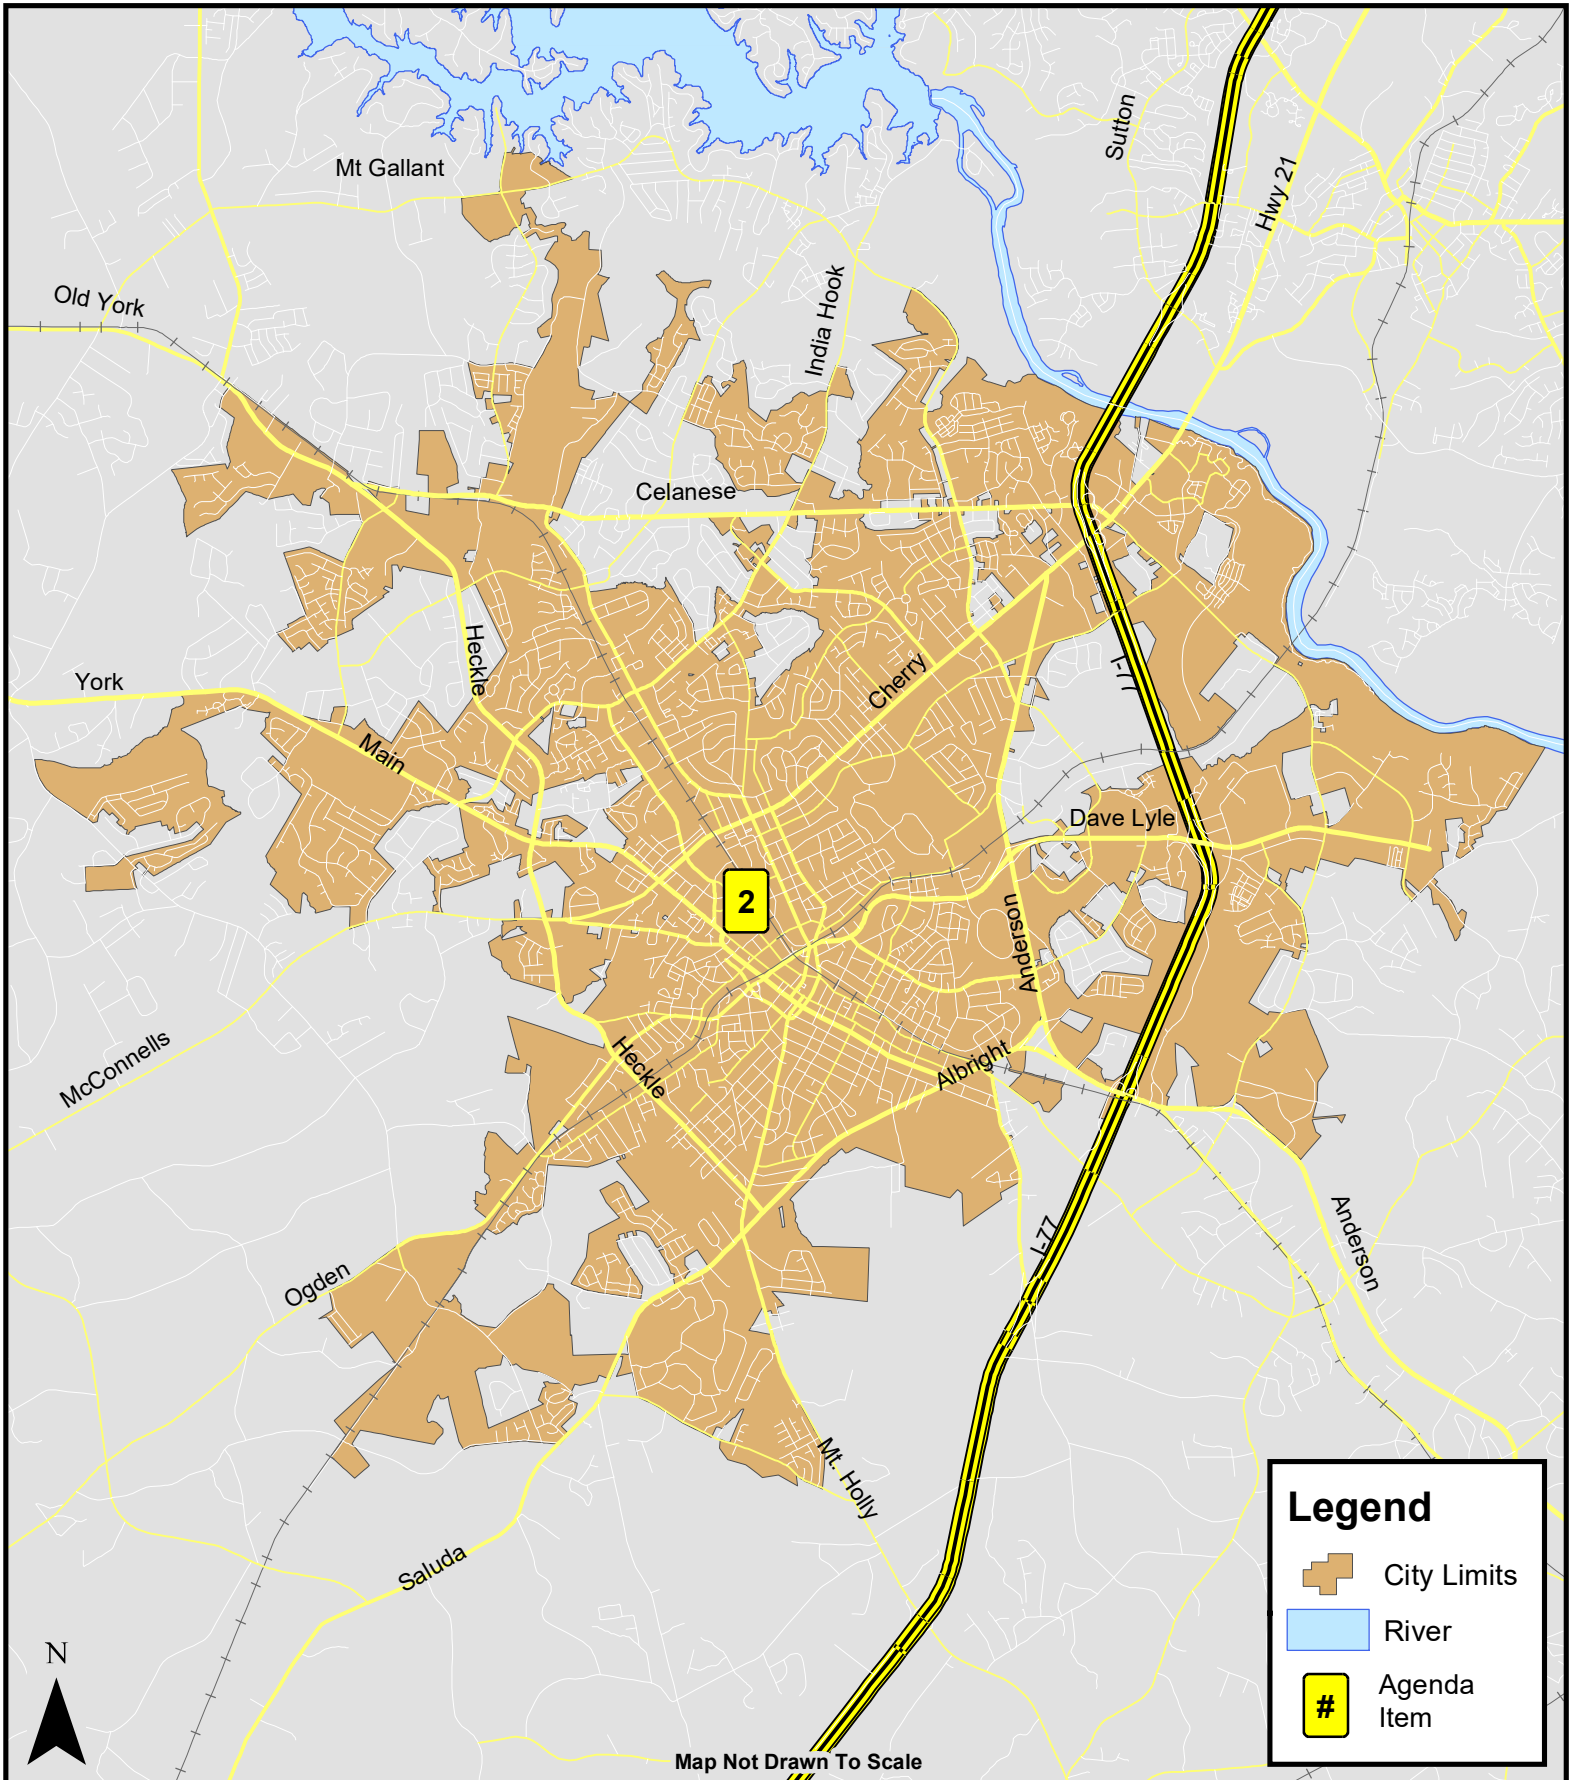 Sutton
Mt Gallant
Hwy 21
Old York
India Hook
Celanese
Heckle
York
Cherry
I-77
Main
Dave Lyle
2
Anderson
McConnells
Heckle
Albright
Anderson
I-77
Ogden
Mt. Holly
Saluda
Legend
City Limits
River
#
Agenda
Item
N
Map Not Drawn To Scale